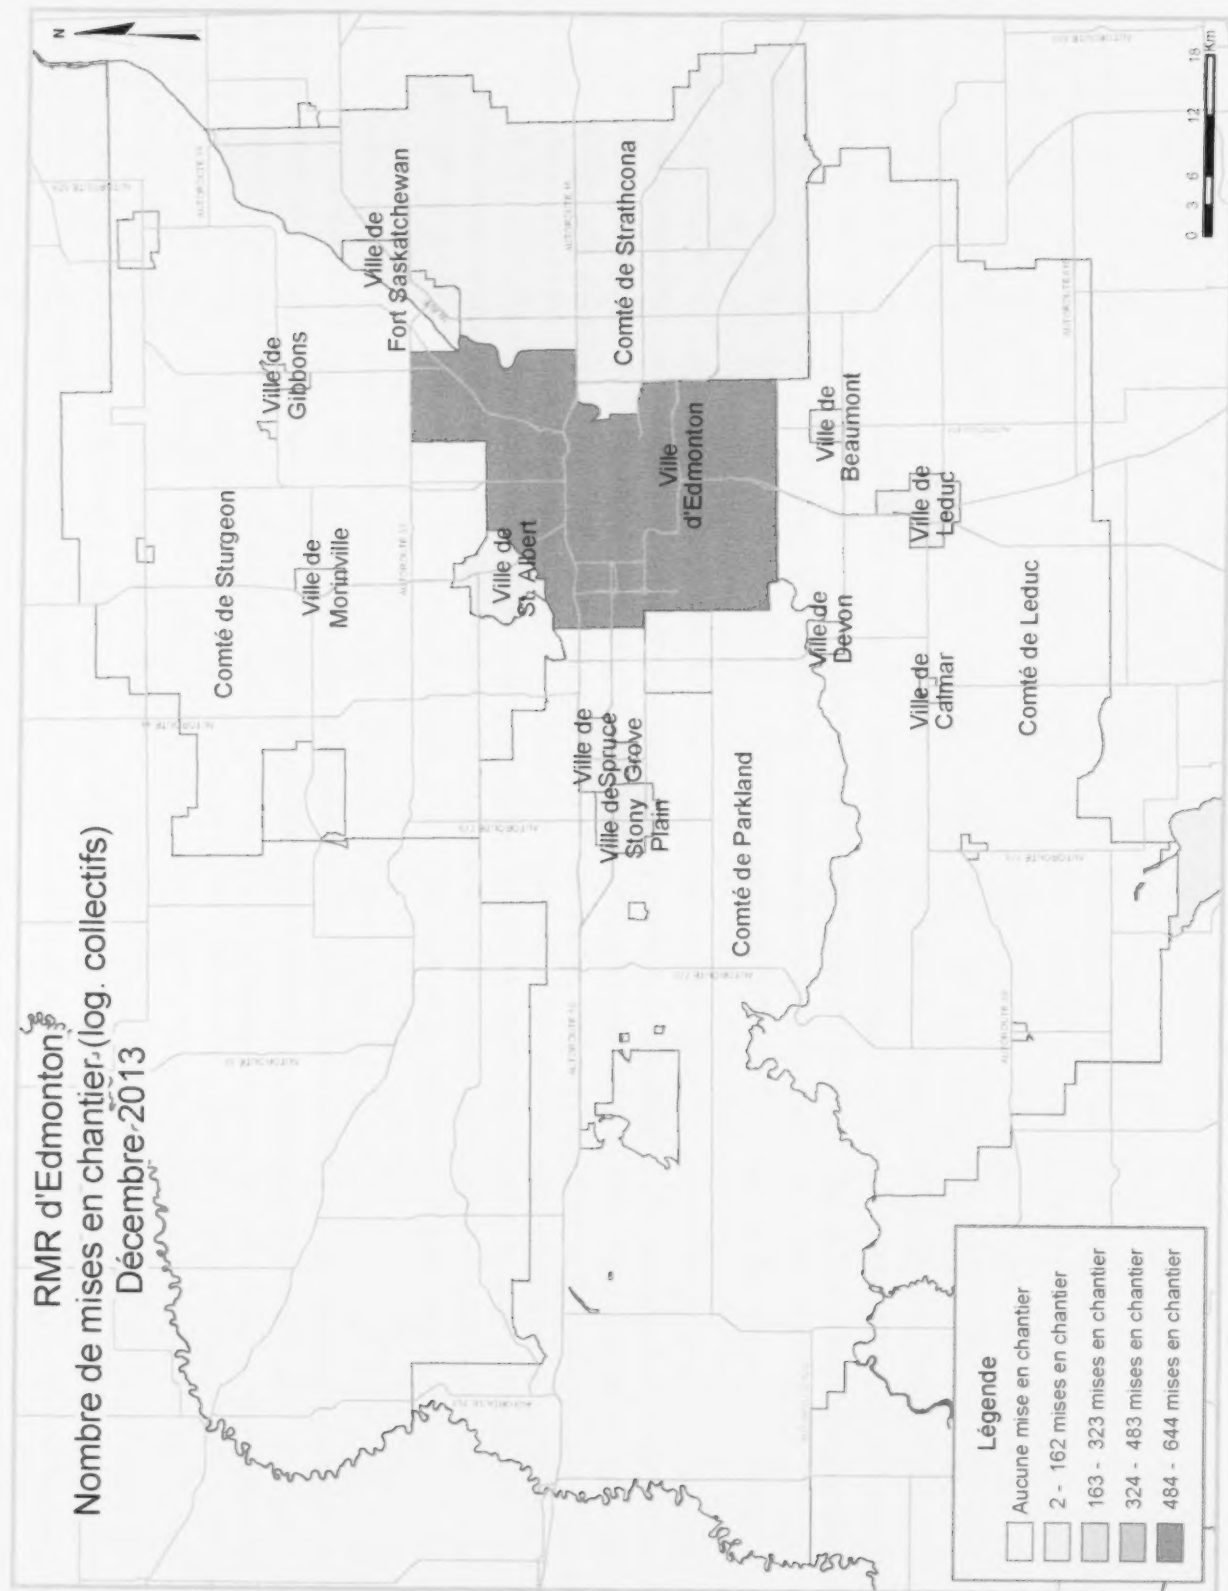 RMR d'Edmonton
Nombre de mises en chantier (log. collectifs)
Décembre 2013
N
Comté de Sturgeon
Ville de
Morinville
Ville de
Gibbons
Ville de
Fort Saskatchewan
Ville de
St. Albert
Ville
d'Edmonton
Comté de Strathcona
Ville de
Spruce
Grove
Ville de
Stony
Plain
Comté de Parkland
Ville de
Devon
Ville de
Beaumont
Ville de
Leduc
Ville de
Calmar
Comté de Leduc
Légende
Aucune mise en chantier
2 - 162 mises en chantier
163 - 323 mises en chantier
324 - 483 mises en chantier
484 - 644 mises en chantier
0 3 6 12 18
Km